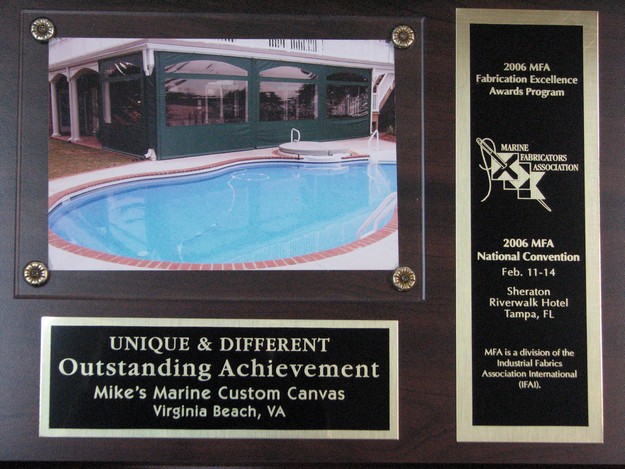 2006 MFA
Fabrication Excellence
Awards Program
MARINE
FABRICATORS
ASSOCIATION
2006 MFA
National Convention
Feb. 11-14
Sheraton
Riverwalk Hotel
Tampa, FL
MFA is a division of the
Industrial Fabrics
Association International
(IFAI).
UNIQUE & DIFFERENT
Outstanding Achievement
Mike's Marine Custom Canvas
Virginia Beach, VA